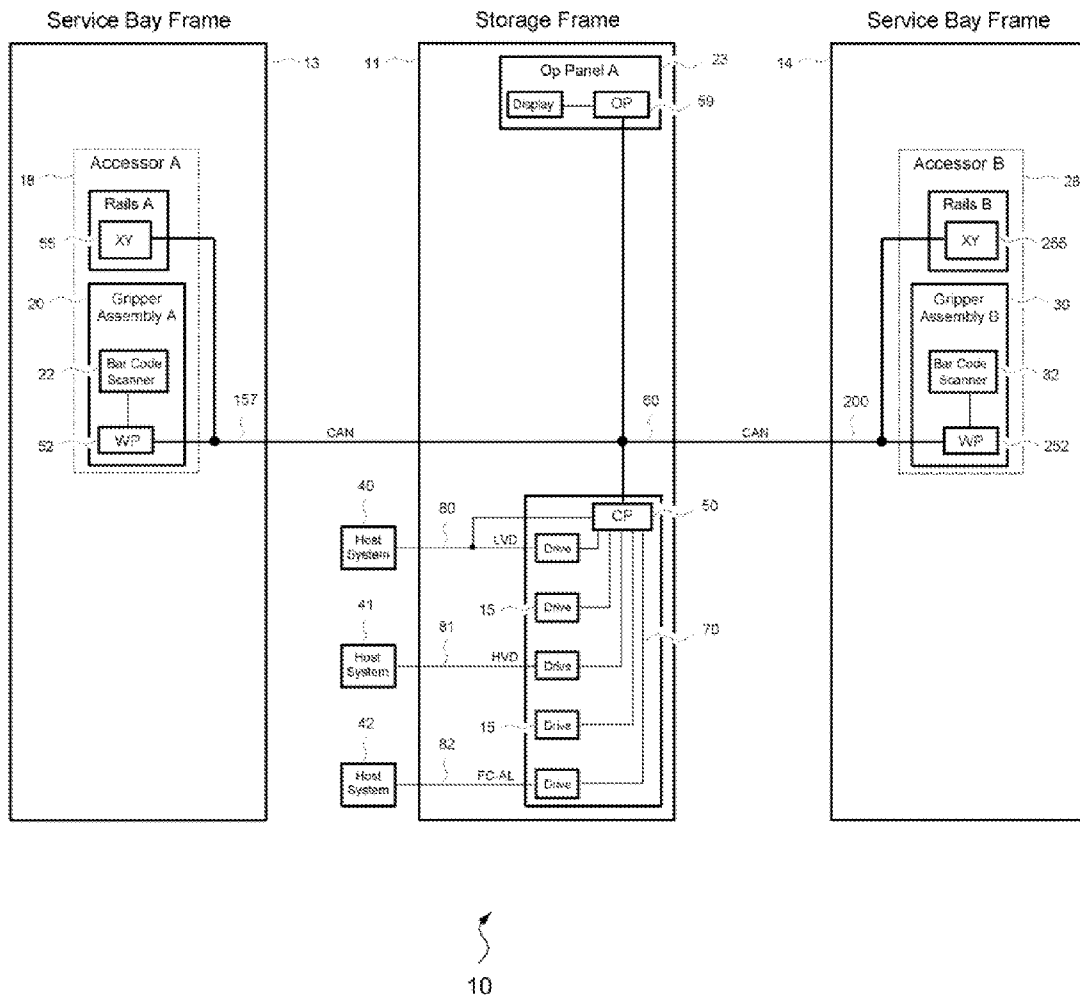 Service Bay Frame
Storage Frame
Service Bay Frame
13
11
Op Panel A
23
14
Display
OP
59
Accessor A
18
Rails A
XY
20
Gripper
Assembly A
Bar Code
Scanner
22
WP
52
157
CAN
60
CAN
200
Accessor B
28
Rails B
XY
Gripper
Assembly B
30
Bar Code
Scanner
32
WP
252
40
Host
System
80
LVD
CP
50
Drive
15
Drive
70
41
Host
System
81
HVD
Drive
15
Drive
42
Host
System
82
FC-AL
Drive
10